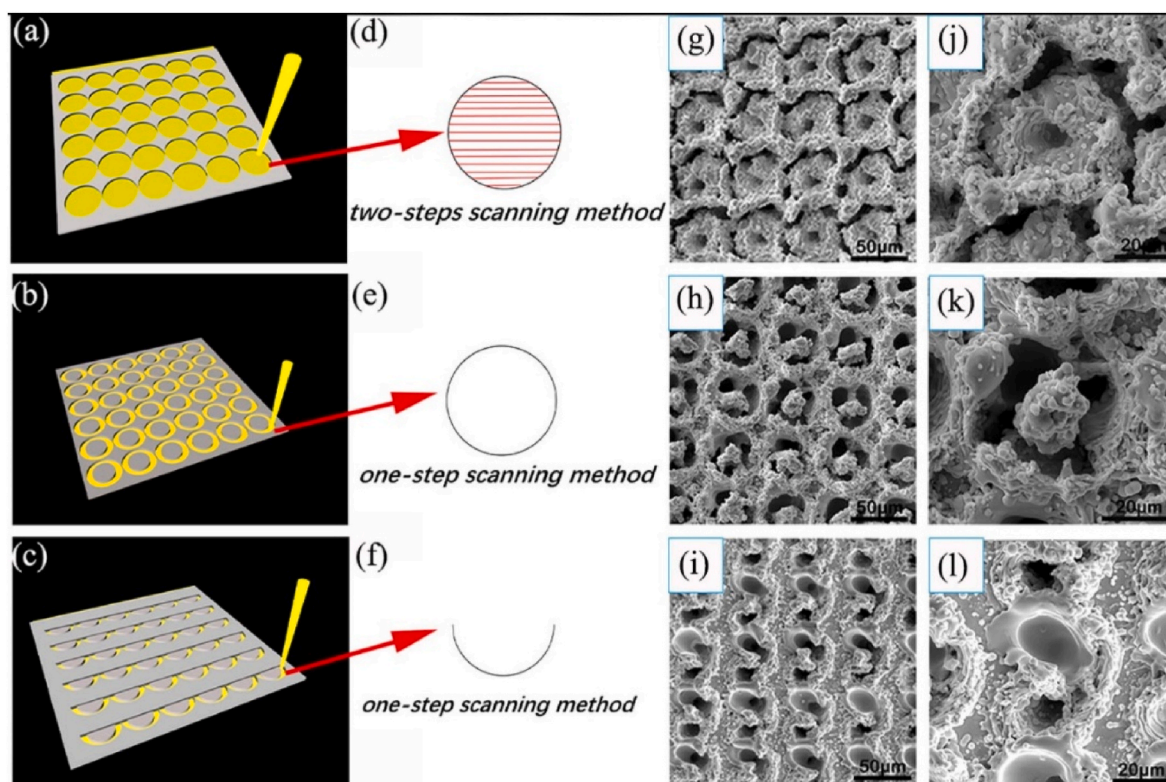 (a)
(d)
two-steps scanning method
(g)
50μm
(j)
20μm
(b)
(e)
one-step scanning method
(h)
50μm
(k)
20μm
(c)
(f)
one-step scanning method
(i)
50μm
(l)
20μm